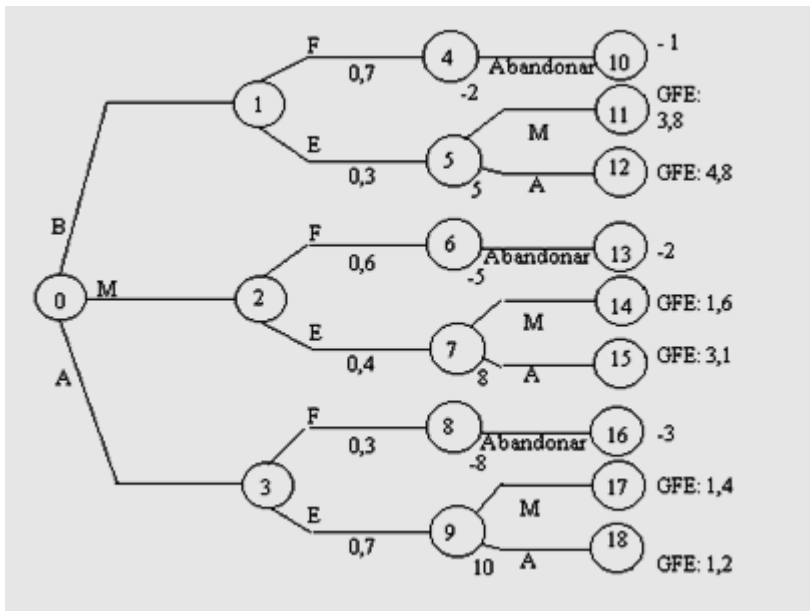 F
4
Abandonar
10
- 1
0,7
-2
1
GFE:
3,8
11
M
E
5
0,3
5
A
12
GFE: 4,8
B
F
6
Abandonar
13
-2
0,6
-5
0
M
2
14
GFE: 1,6
M
E
7
0,4
8
A
15
GFE: 3,1
A
F
8
Abandonar
16
-3
0,3
-8
3
17
GFE: 1,4
M
E
9
0,7
10
A
18
GFE: 1,2